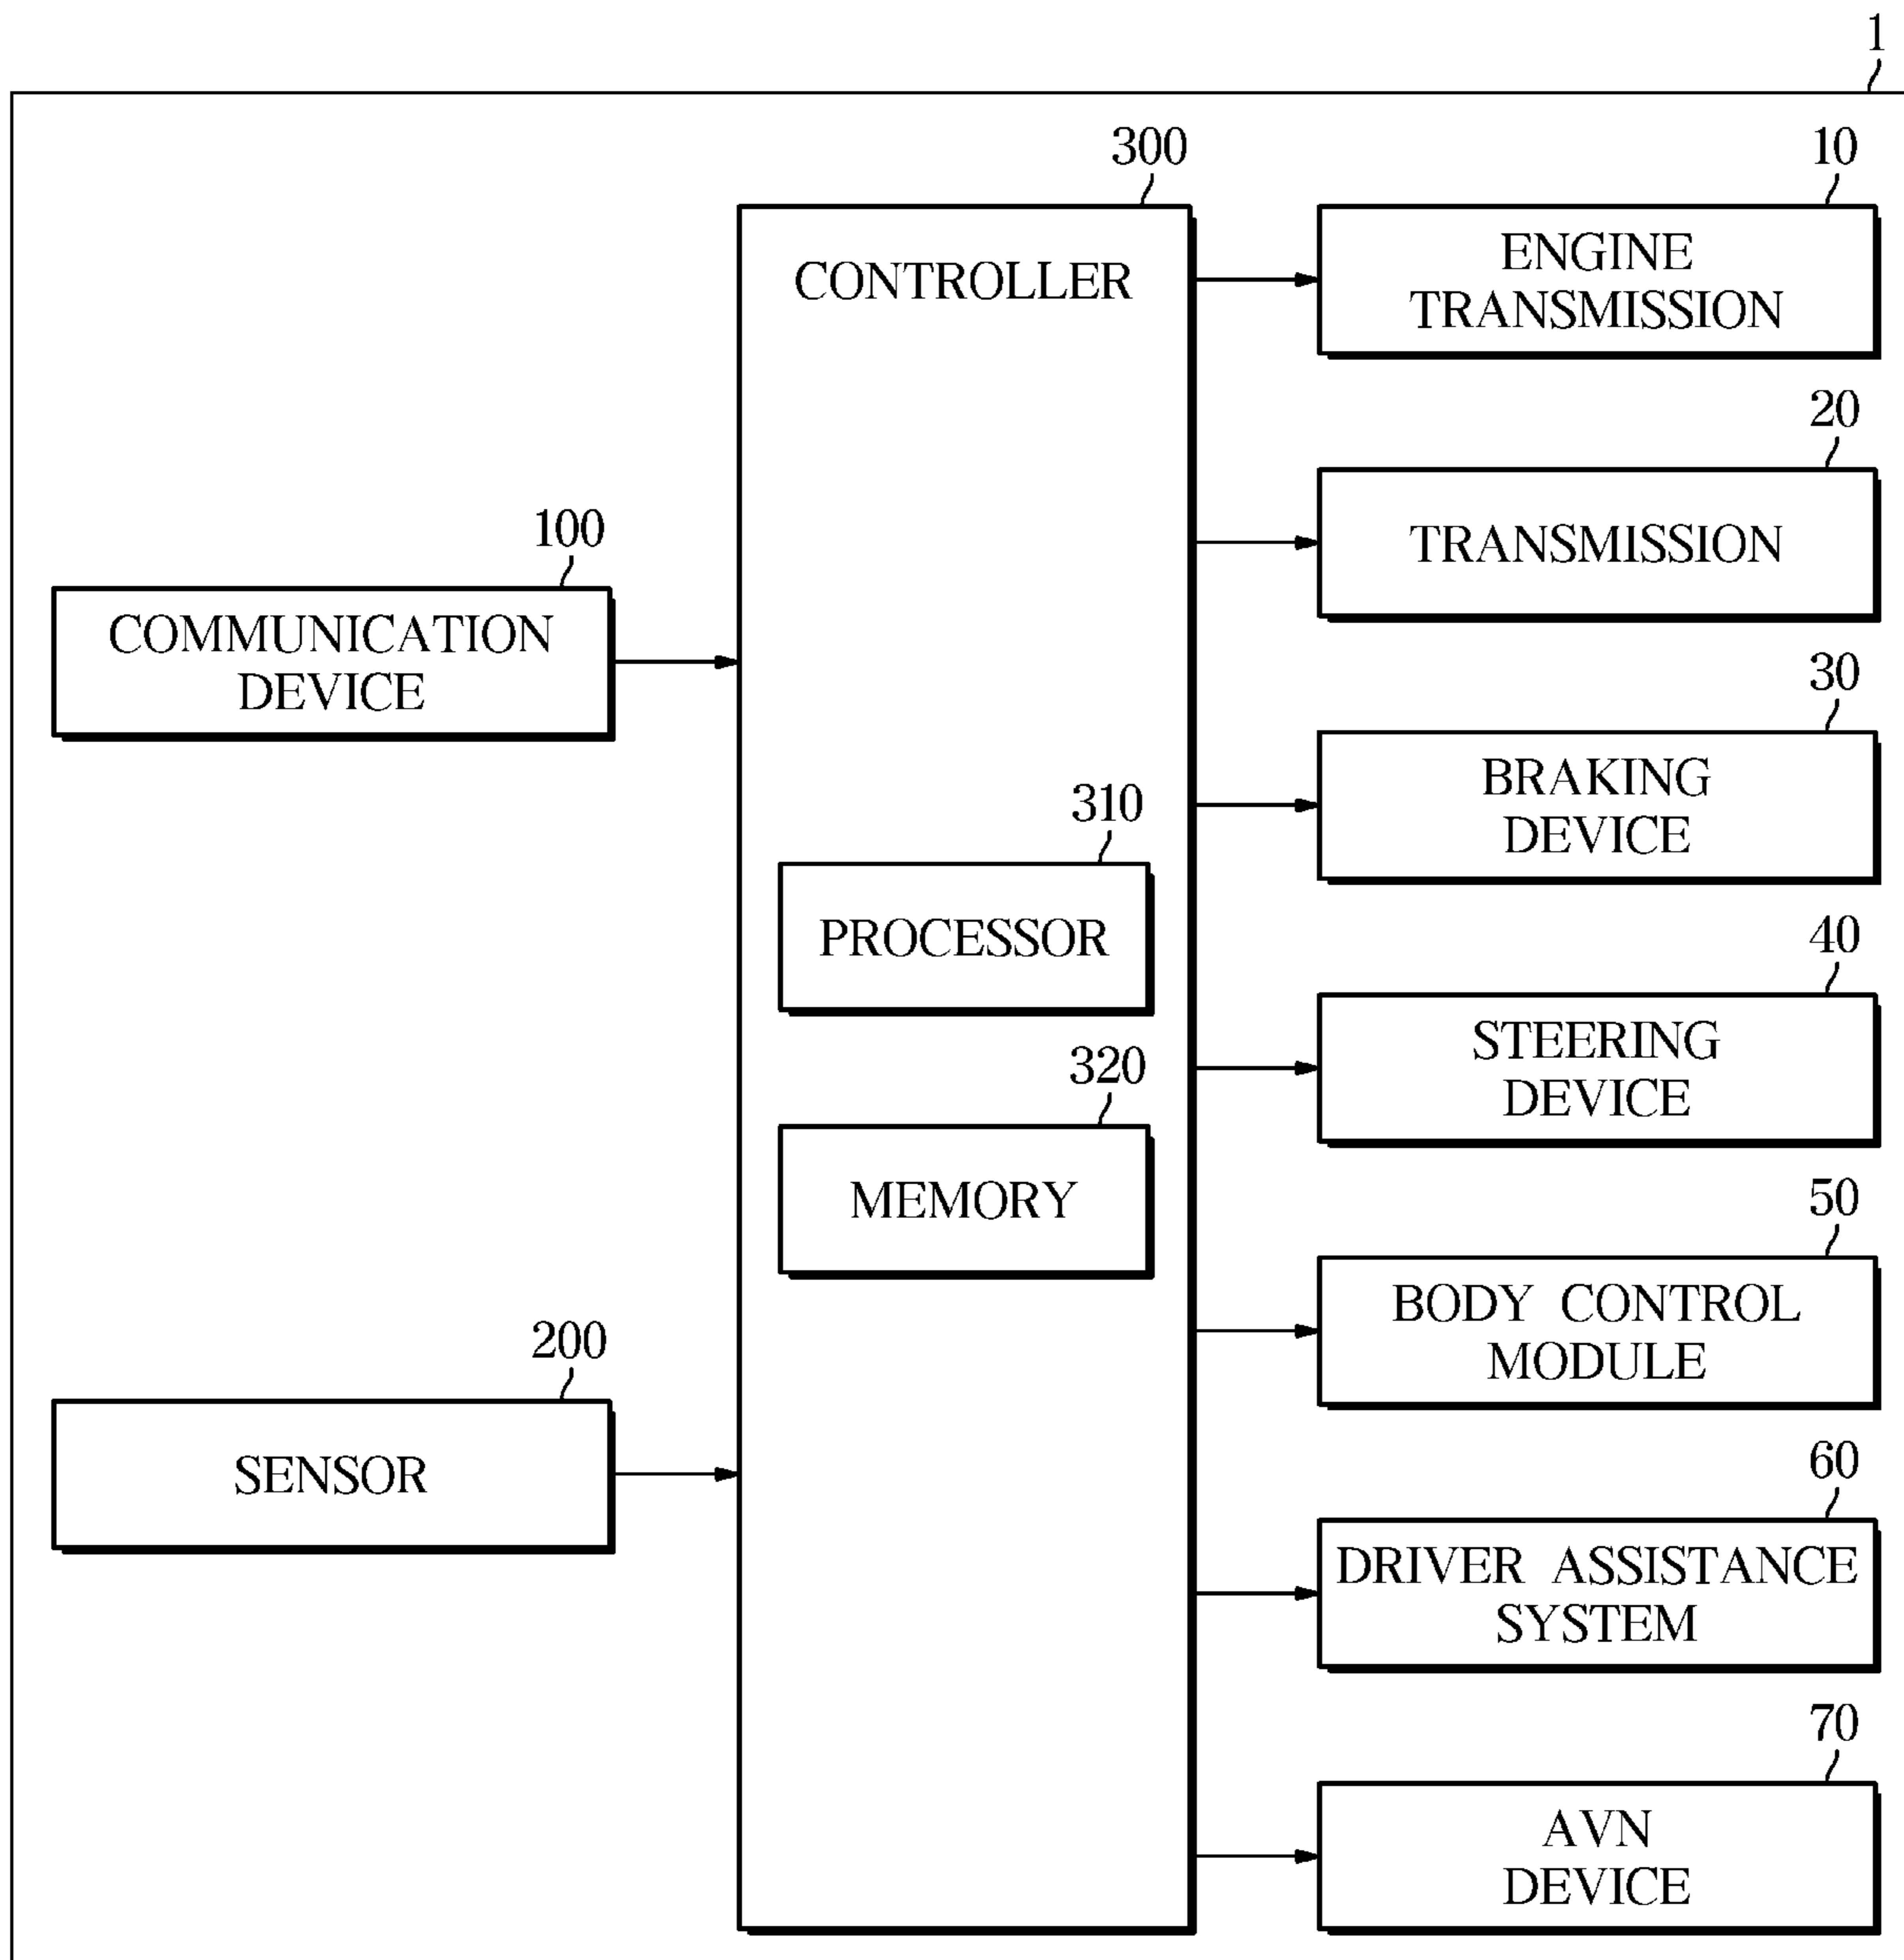 1
300
CONTROLLER
100
COMMUNICATION
DEVICE
200
SENSOR
310
PROCESSOR
320
MEMORY
10
ENGINE
TRANSMISSION
20
TRANSMISSION
30
BRAKING
DEVICE
40
STEERING
DEVICE
50
BODY CONTROL
MODULE
60
DRIVER ASSISTANCE
SYSTEM
70
AVN
DEVICE